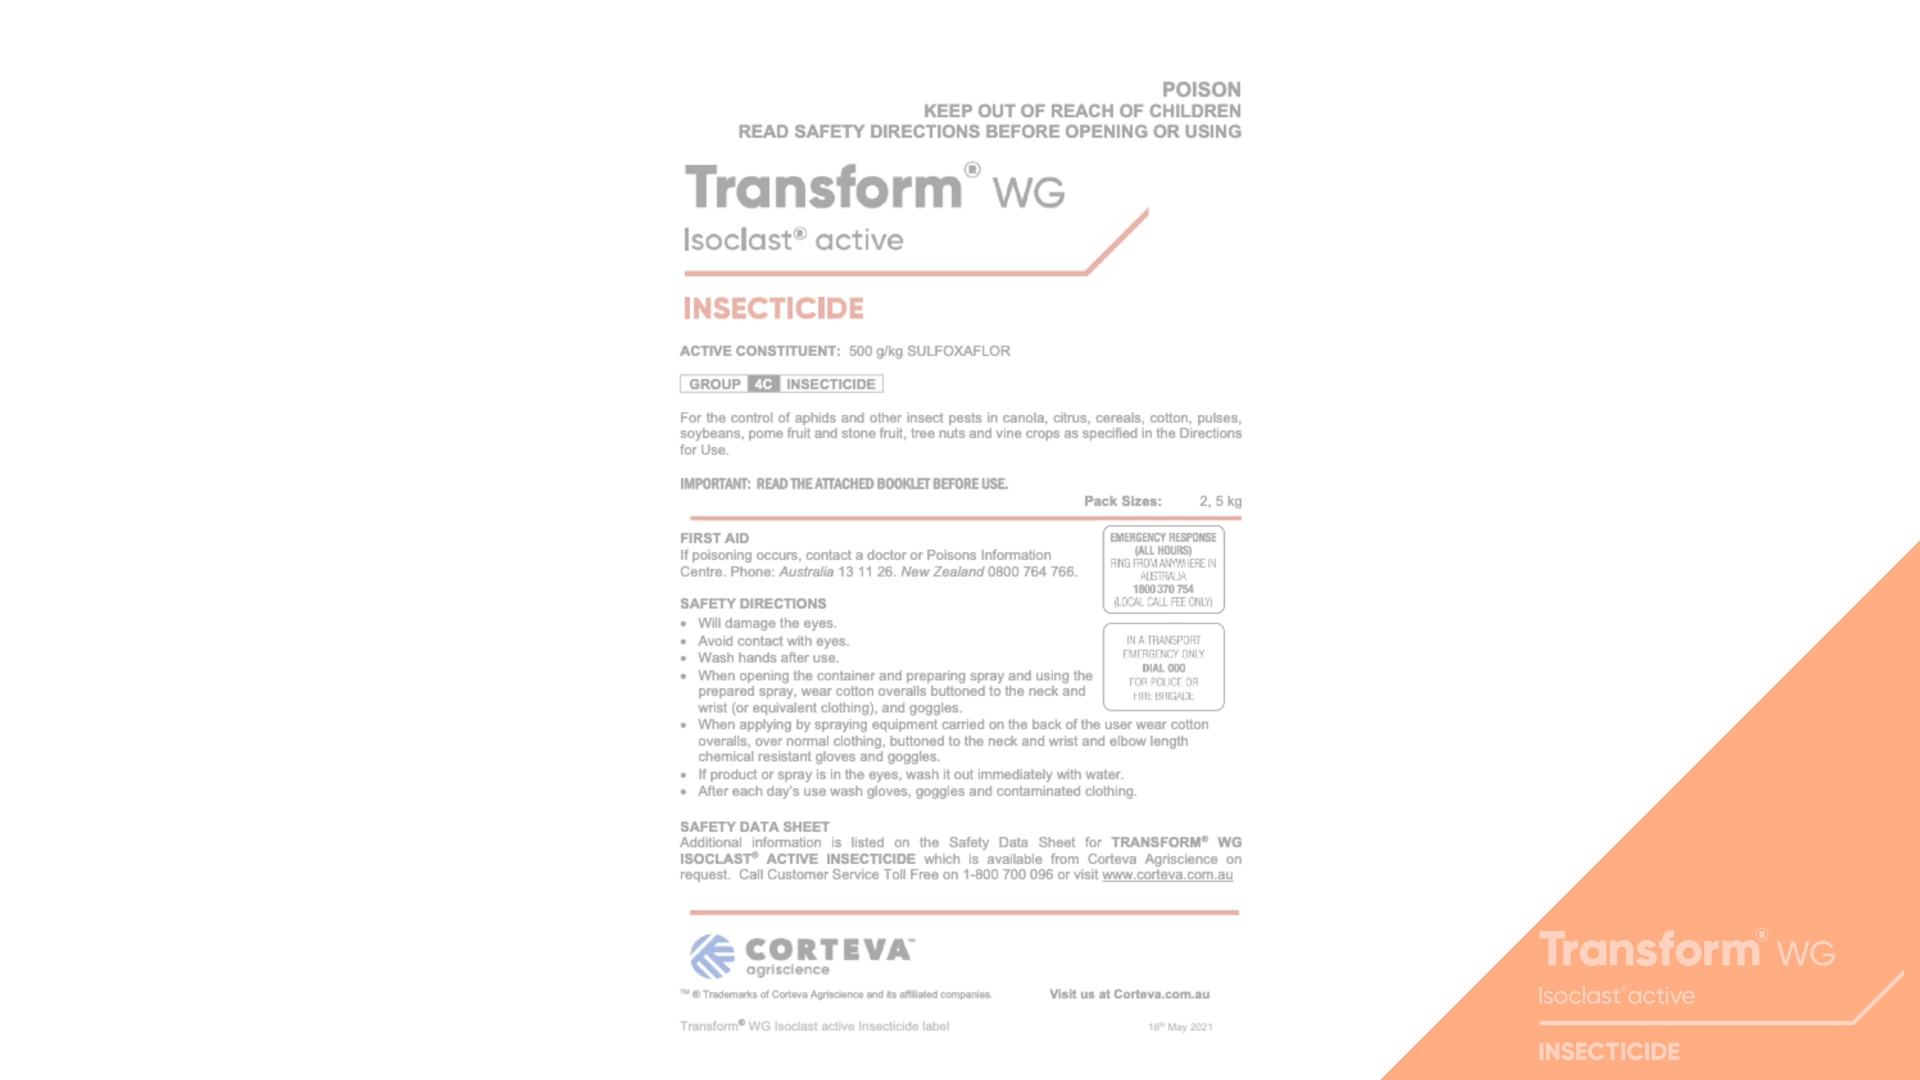 POISON
KEEP OUT OF REACH OF CHILDREN
READ SAFETY DIRECTIONS BEFORE OPENING OR USING
Transform® WG
Isoclast® active
INSECTICIDE
ACTIVE CONSTITUENT: 500 g/kg SULFOXAFLOR
GROUP 4C INSECTICIDE
For the control of aphids and other insect pests in canola, citrus, cereals, cotton, pulses,
soybeans, pome fruit and stone fruit, tree nuts and vine crops as specified in the Directions
for Use.
IMPORTANT: READ THE ATTACHED BOOKLET BEFORE USE.
Pack Sizes: 2, 5 kg
FIRST AID
If poisoning occurs, contact a doctor or Poisons Information
Centre. Phone: Australia 13 11 26. New Zealand 0800 764 766.
EMERGENCY RESPONSE
(ALL HOURS)
RING FROM ANYWHERE IN
AUSTRALIA
1800 370 754
(LOCAL CALL FEE ONLY)
SAFETY DIRECTIONS
• Will damage the eyes.
• Avoid contact with eyes.
• Wash hands after use.
• When opening the container and preparing spray and using the
prepared spray, wear cotton overalls buttoned to the neck and
wrist (or equivalent clothing), and goggles.
IN A TRANSPORT
EMERGENCY ONLY
DIAL 000
FOR POLICE OR
FIRE BRIGADE
• When applying by spraying equipment carried on the back of the user wear cotton
overalls, over normal clothing, buttoned to the neck and wrist and elbow length
chemical resistant gloves and goggles.
• If product or spray is in the eyes, wash it out immediately with water.
• After each day's use wash gloves, goggles and contaminated clothing.
SAFETY DATA SHEET
Additional information is listed on the Safety Data Sheet for TRANSFORM® WG
ISOCLAST® ACTIVE INSECTICIDE which is available from Corteva Agriscience on
request. Call Customer Service Toll Free on 1-800 700 096 or visit www.corteva.com.au
CORTEVA™
agriscience
™ ® Trademarks of Corteva Agriscience and its affiliated companies.
Visit us at Corteva.com.au
Transform® WG Isoclast active Insecticide label
18th May 2021
Transform® WG
Isoclast® active
INSECTICIDE